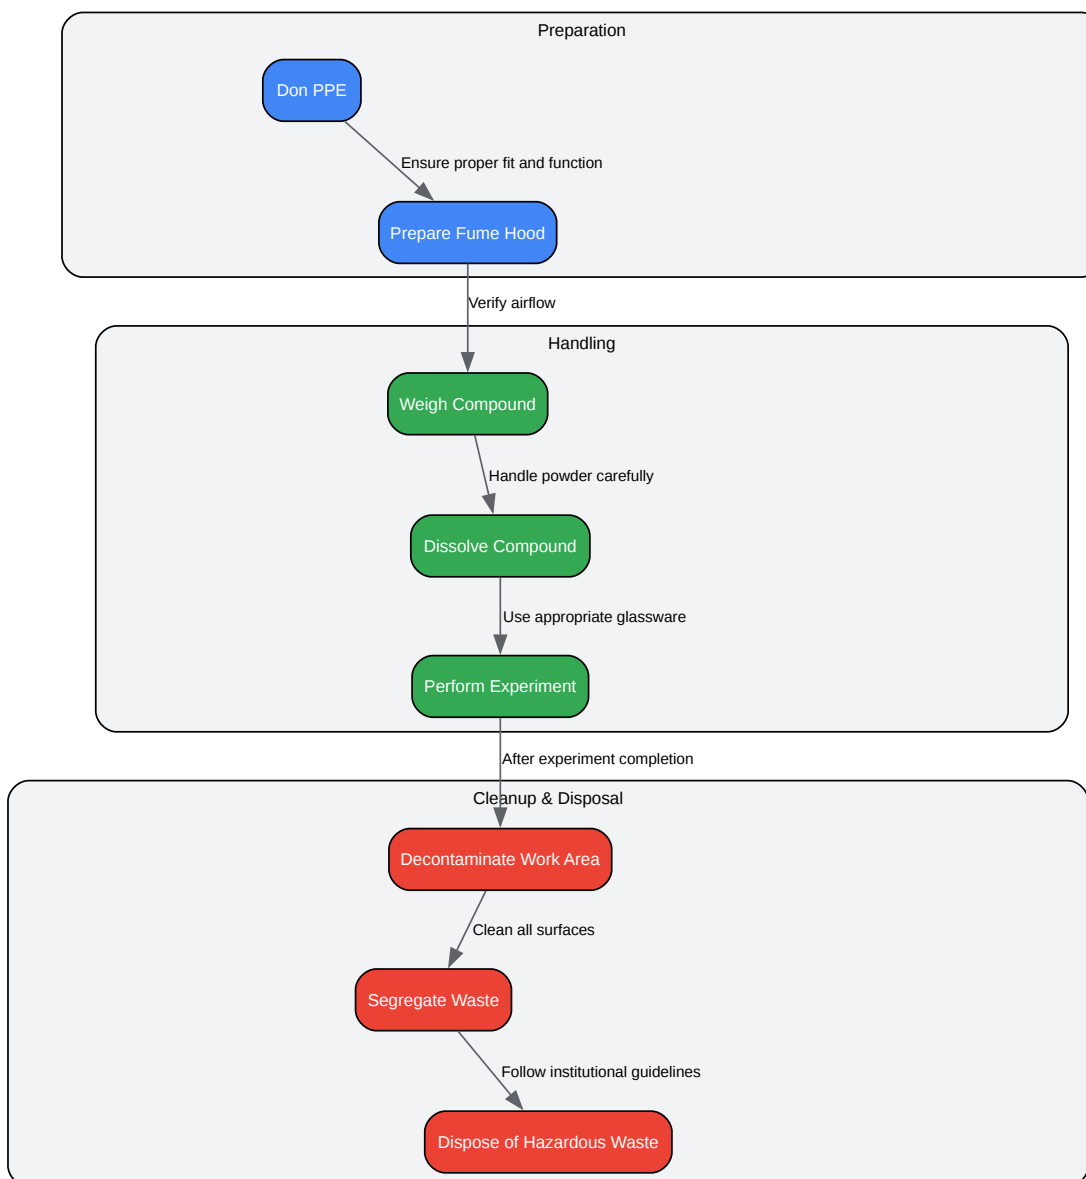 Preparation
Don PPE
Ensure proper fit and function
Prepare Fume Hood
Verify airflow
Handling
Weigh Compound
Handle powder carefully
Dissolve Compound
Use appropriate glassware
Perform Experiment
After experiment completion
Cleanup & Disposal
Decontaminate Work Area
Clean all surfaces
Segregate Waste
Follow institutional guidelines
Dispose of Hazardous Waste